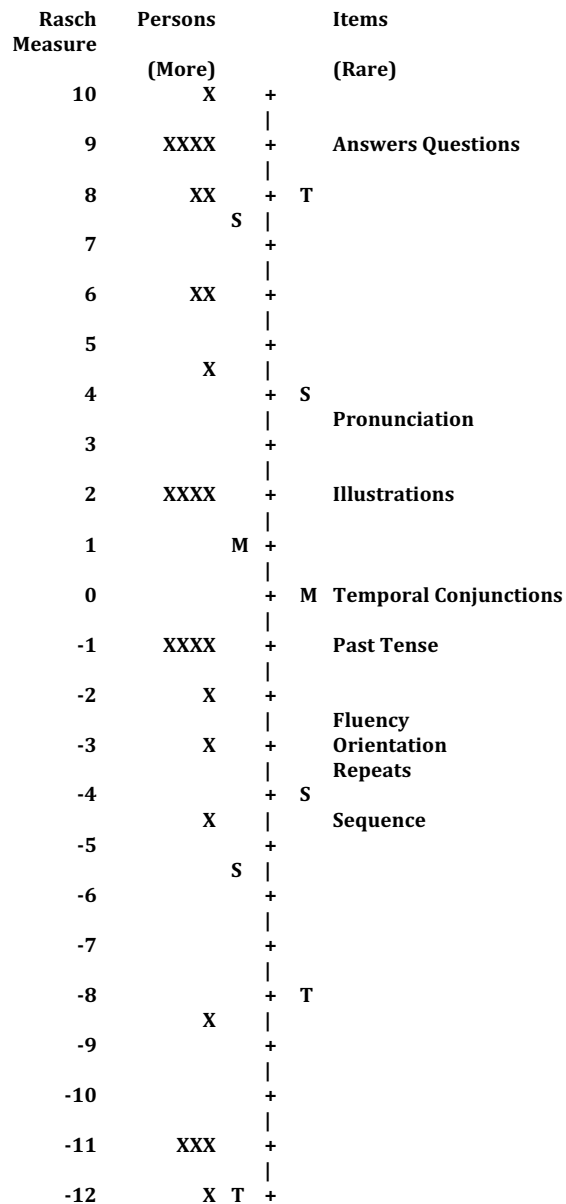 Rasch Persons Items
Measure
(More) (Rare)
10 X +
|
9 XXXX + Answers Questions
|
8 XX + T
S |
7 +
|
6 XX +
|
5 +
X |
4 + S
| Pronunciation
3 +
|
2 XXXX + Illustrations
|
1 M +
|
0 + M Temporal Conjunctions
|
-1 XXXX + Past Tense
|
-2 X +
| Fluency
-3 X + Orientation
| Repeats
-4 + S
X | Sequence
-5 +
S |
-6 +
|
-7 +
|
-8 + T
X |
-9 +
|
-10 +
|
-11 XXX +
|
-12 X T +